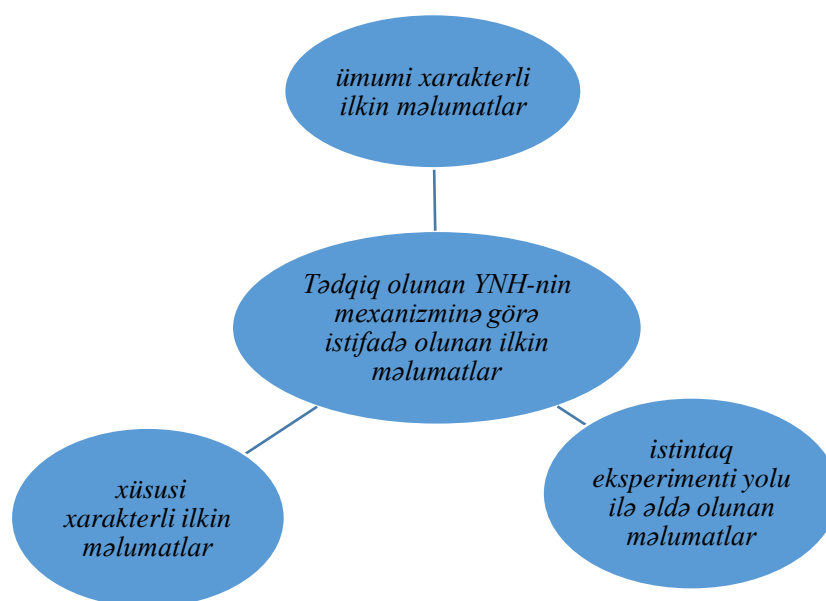 ümumi xarakterli
ilkin məlumatlar
Tədqiq olunan YNH-nin
mexanizminə görə
istifadə olunan ilkin
məlumatlar
xüsusi
xarakterli ilkin
məlumatlar
istintaq
eksperimenti yolu
ilə əldə olunan
məlumatlar